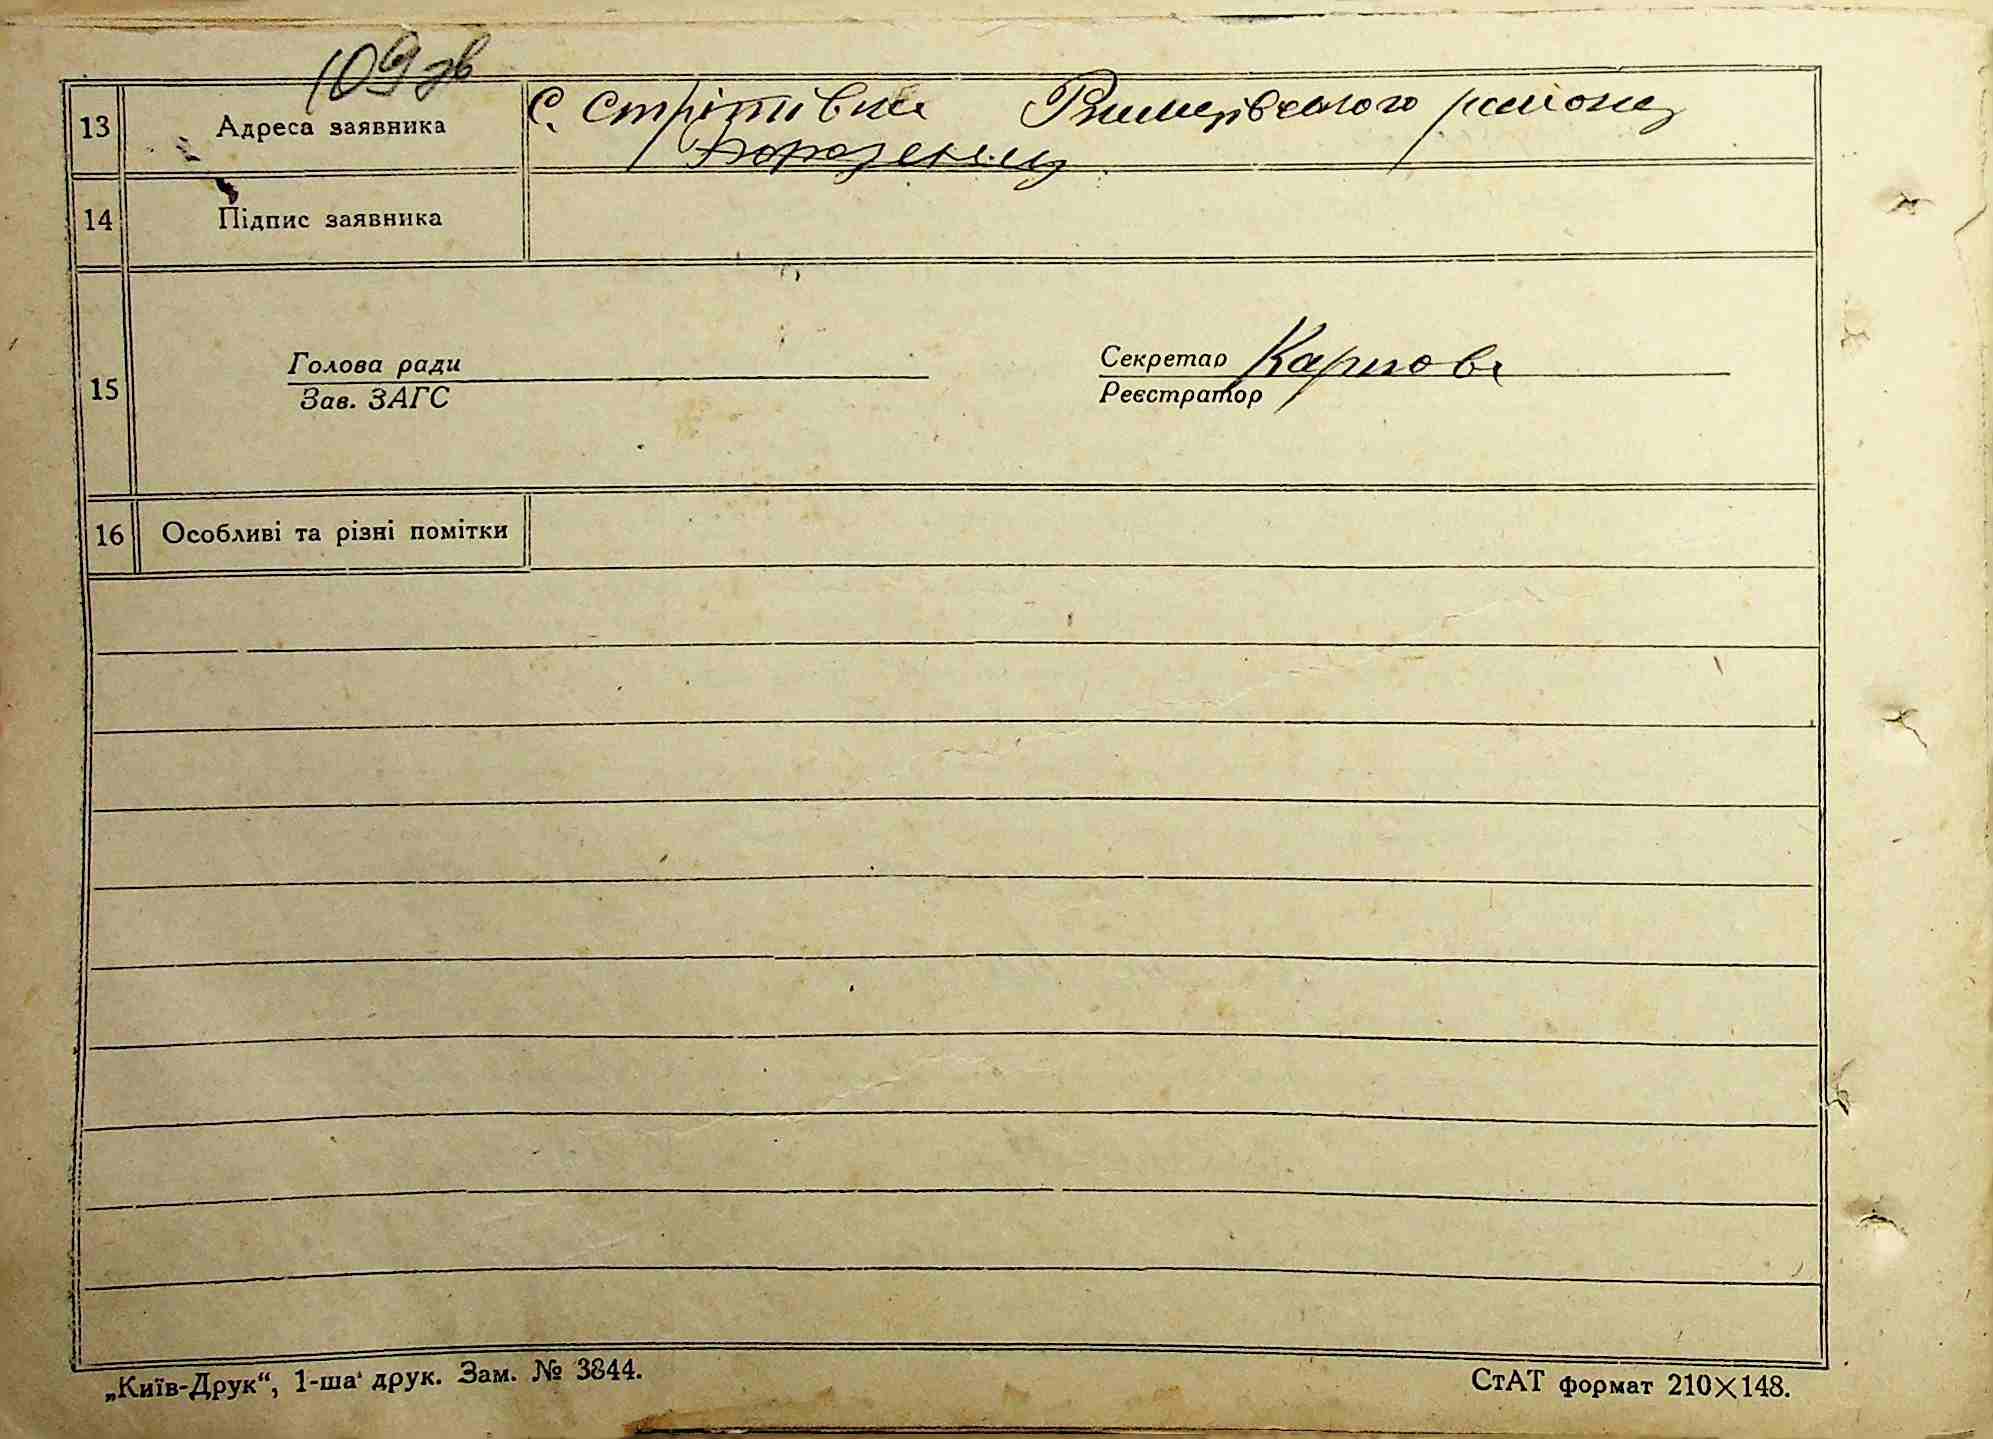 109 зв
13 Адреса заявника С. Стрітівка Ржищівського району
14 Підпис заявника
Голова ради Секретар Карпова
15
Зав. ЗАГС Реєстратор
16 Особливі та різні помітки
„Київ-Друк“, 1-ша друк. Зам. № 3844. СтАТ формат 210×148.